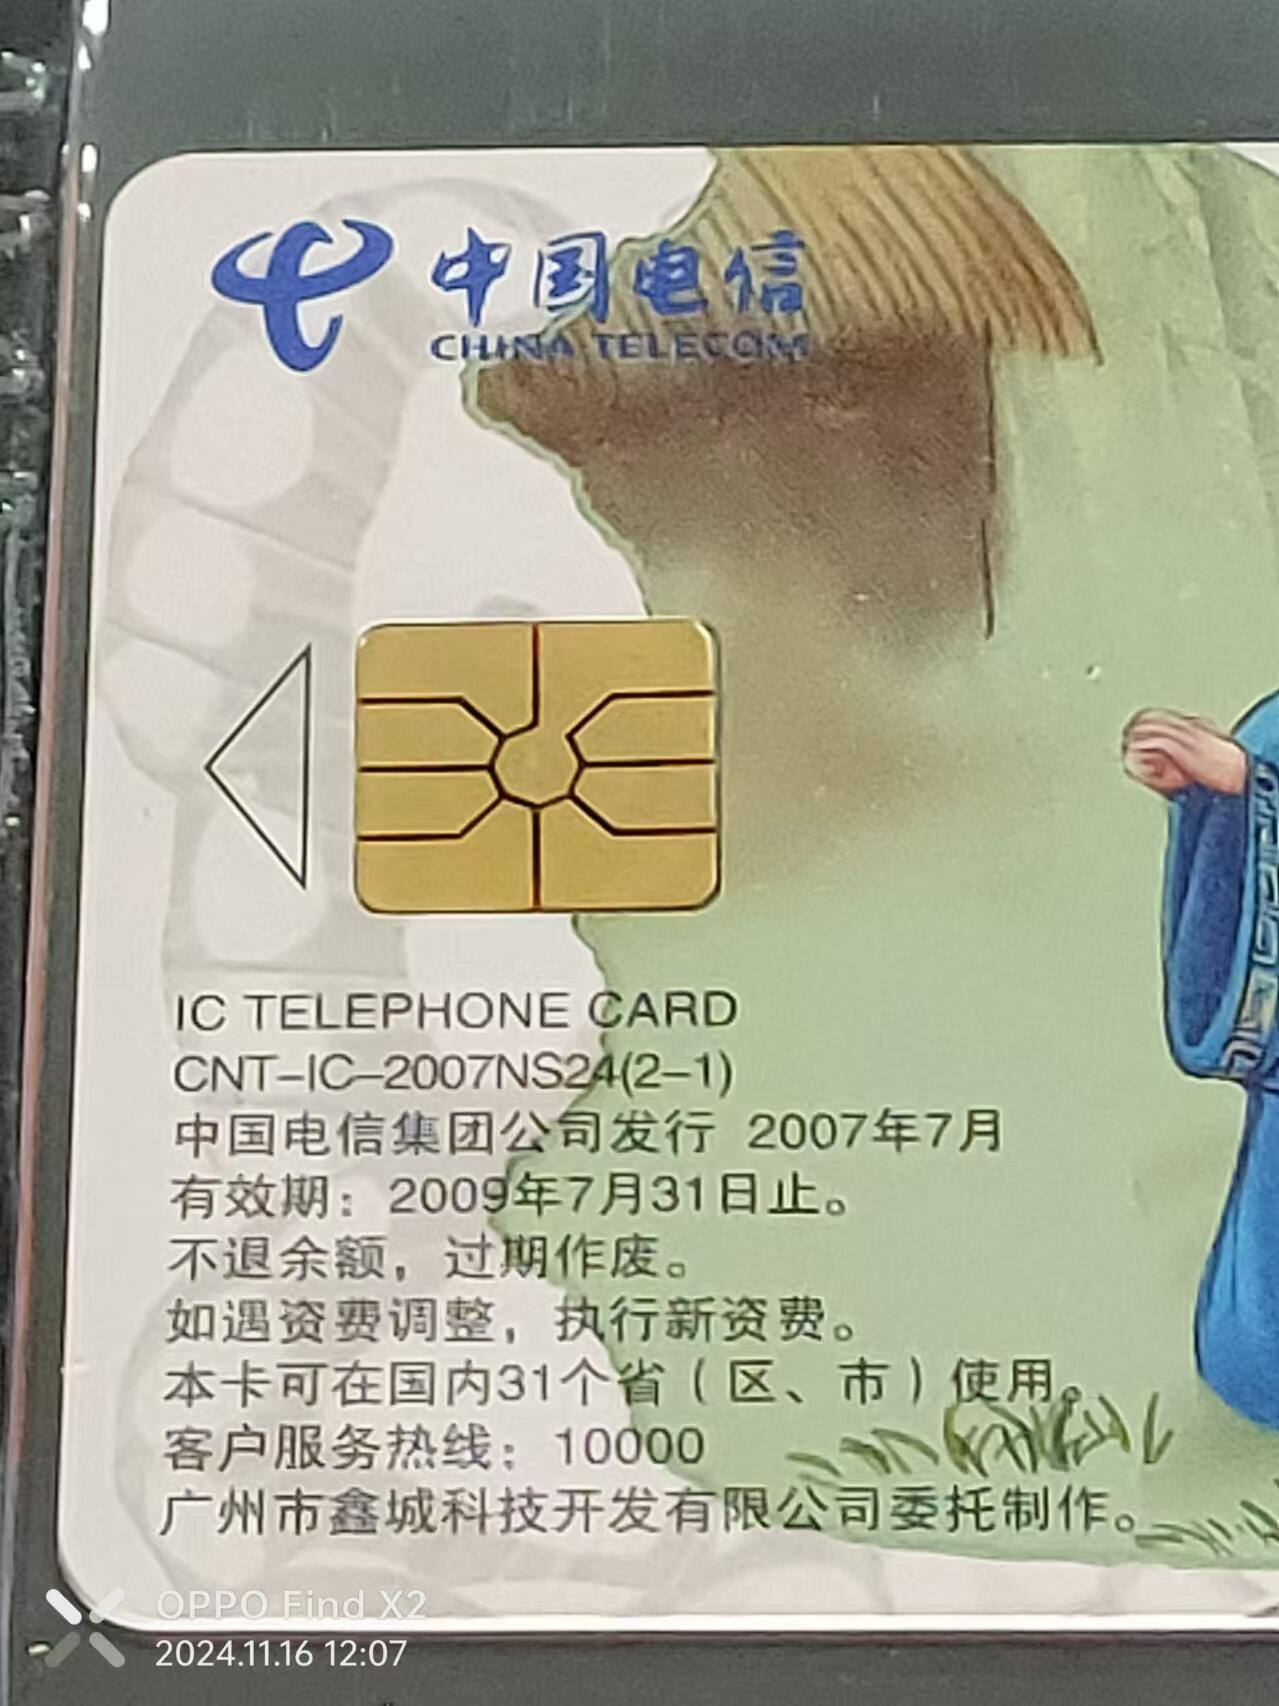 中国电信
CHINA TELECOM
IC TELEPHONE CARD
CNT-IC-2007NS24(2-1)
中国电信集团公司发行 2007年7月
有效期：2009年7月31日止。
不退余额，过期作废。
如遇资费调整，执行新资费。
本卡可在国内31个省（区、市）使用。
客户服务热线：10000
广州市鑫城科技开发有限公司委托制作。
OPPO Find X2
2024.11.16 12:07